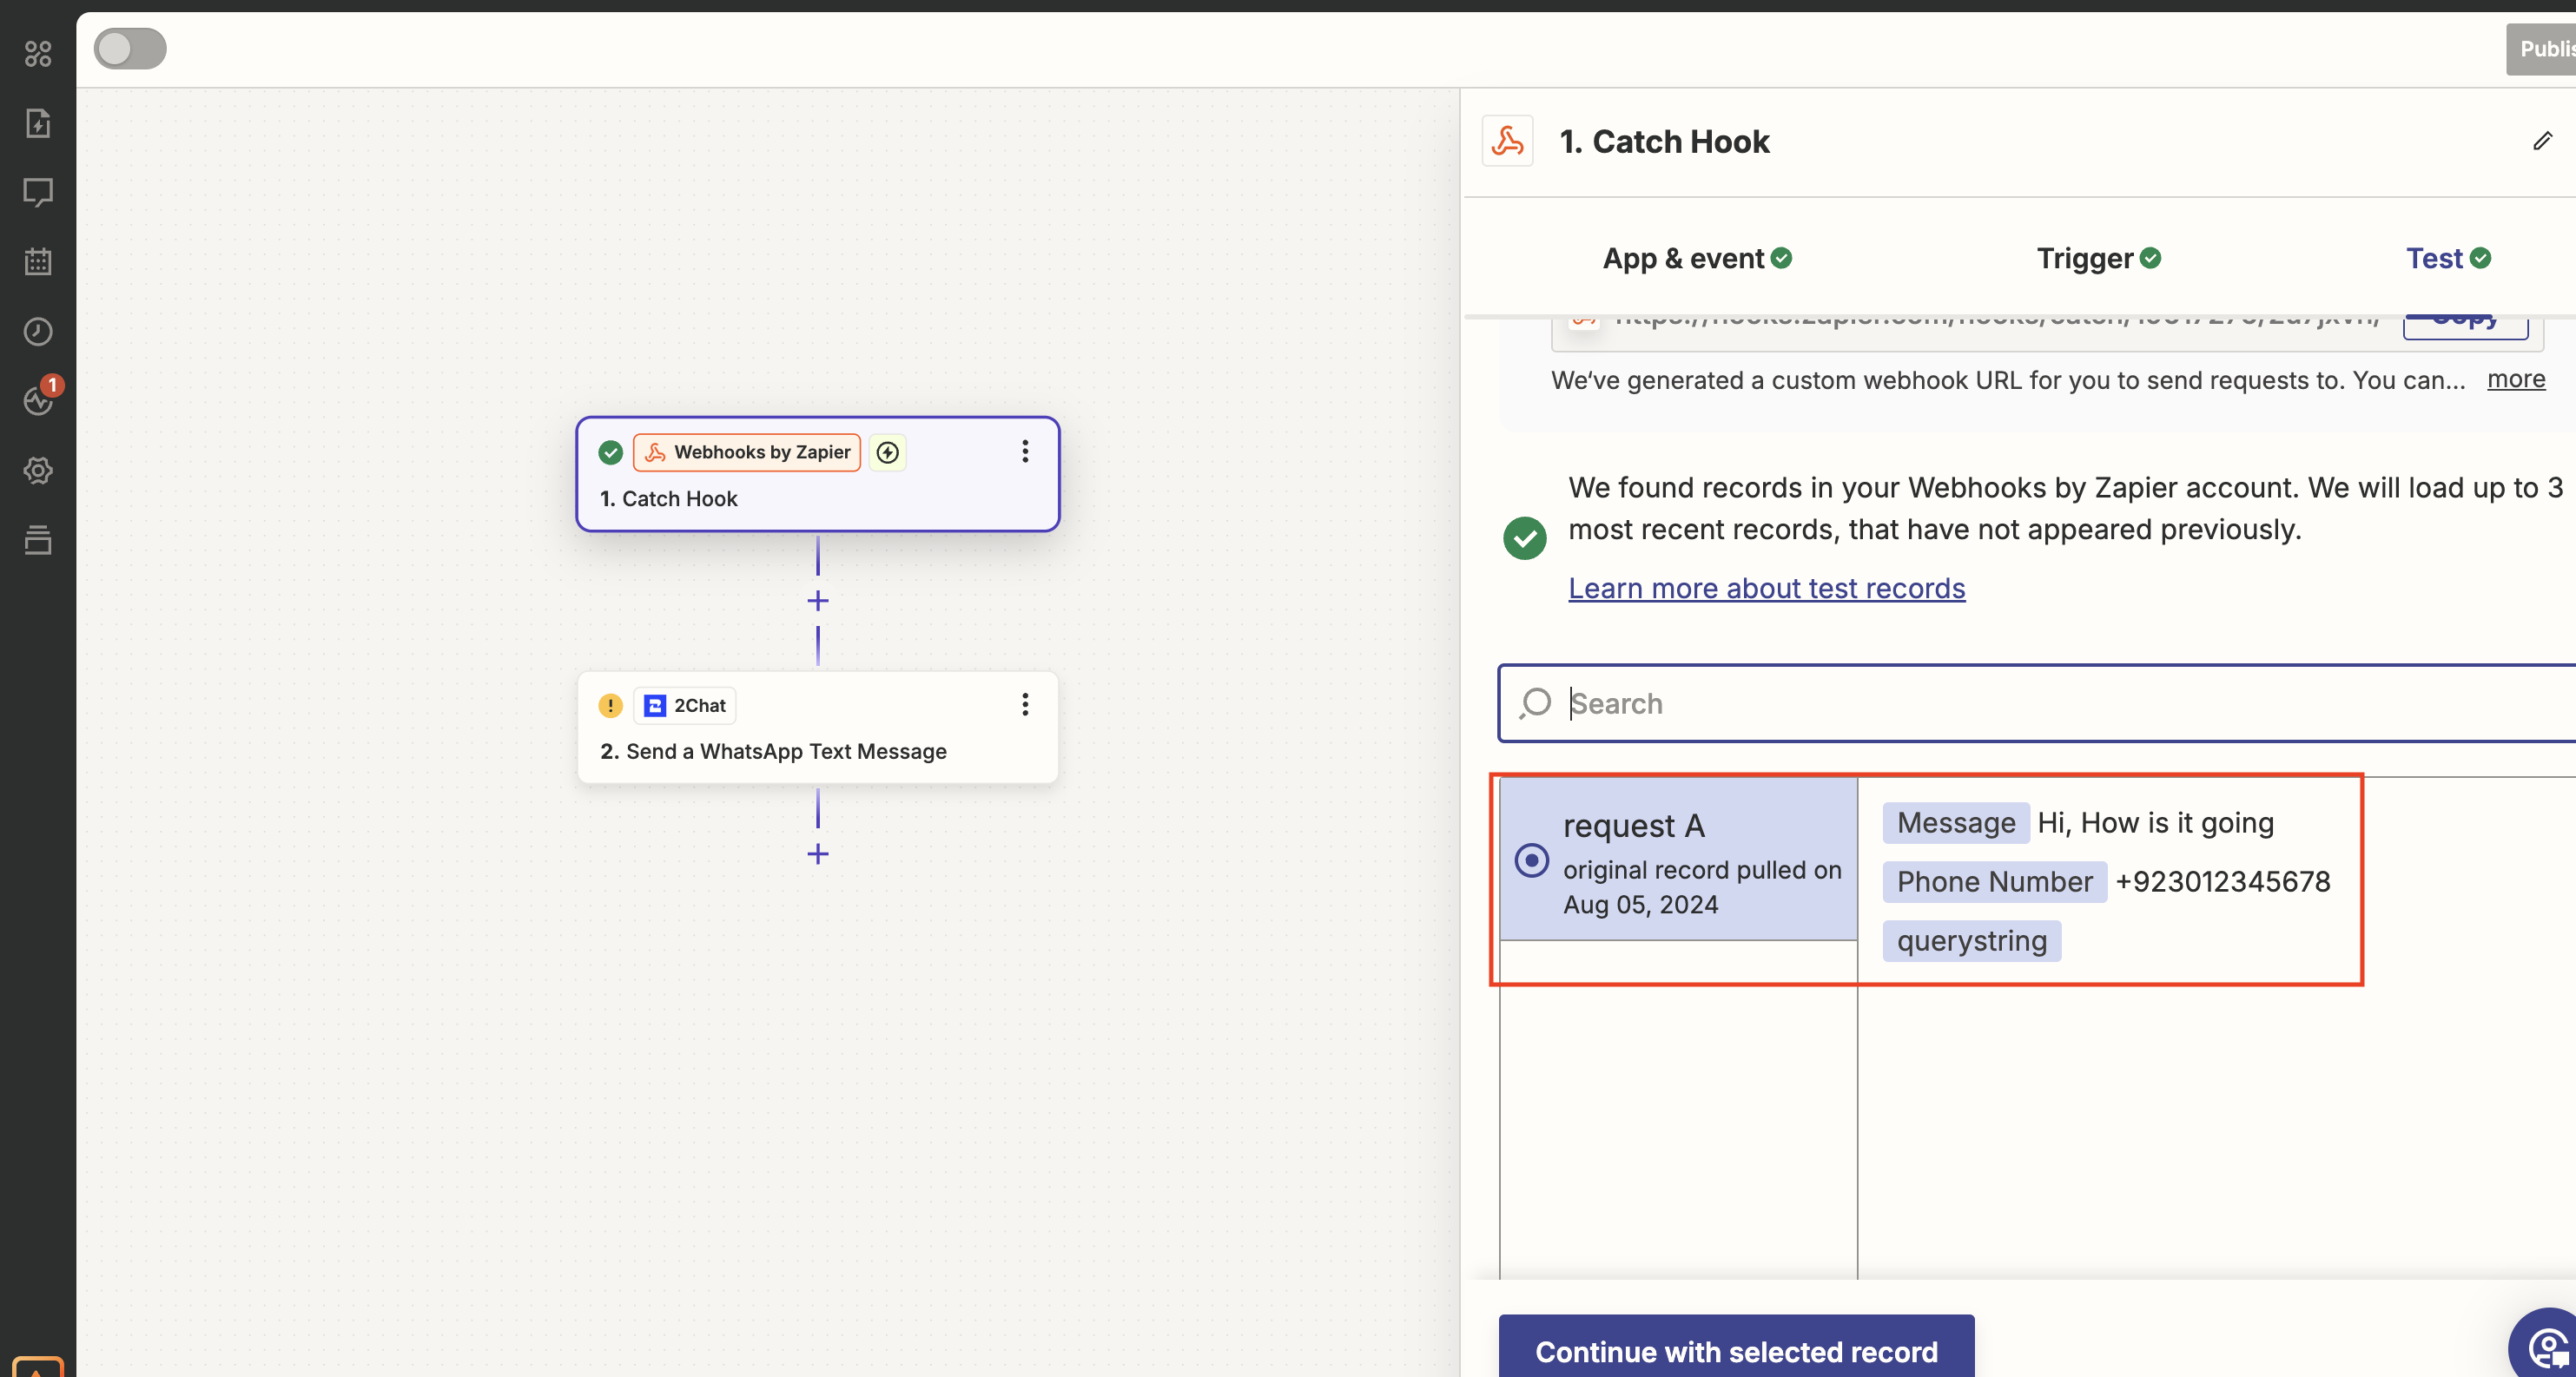 Publis
1. Catch Hook
App & event
Trigger
Test
We've generated a custom webhook URL for you to send requests to. You can... more
1
Webhooks by Zapier
1. Catch Hook
We found records in your Webhooks by Zapier account. We will load up to 3
most recent records, that have not appeared previously.
Learn more about test records
2Chat
2. Send a WhatsApp Text Message
Search
request A
original record pulled on
Aug 05, 2024
Message Hi, How is it going
Phone Number +923012345678
querystring
Continue with selected record